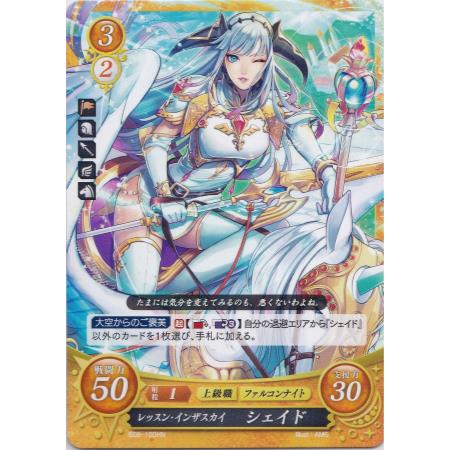 3
2
たまには気分を変えてみるのも、悪くないわよね。
大空からのご褒美 起 自分の退避エリアから『シェイド』
以外のカードを1枚選び、手札に加える。
戦闘力
50
射程
1
上級職
ファルコンナイト
支援力
30
レッスン・インザスカイ シェイド